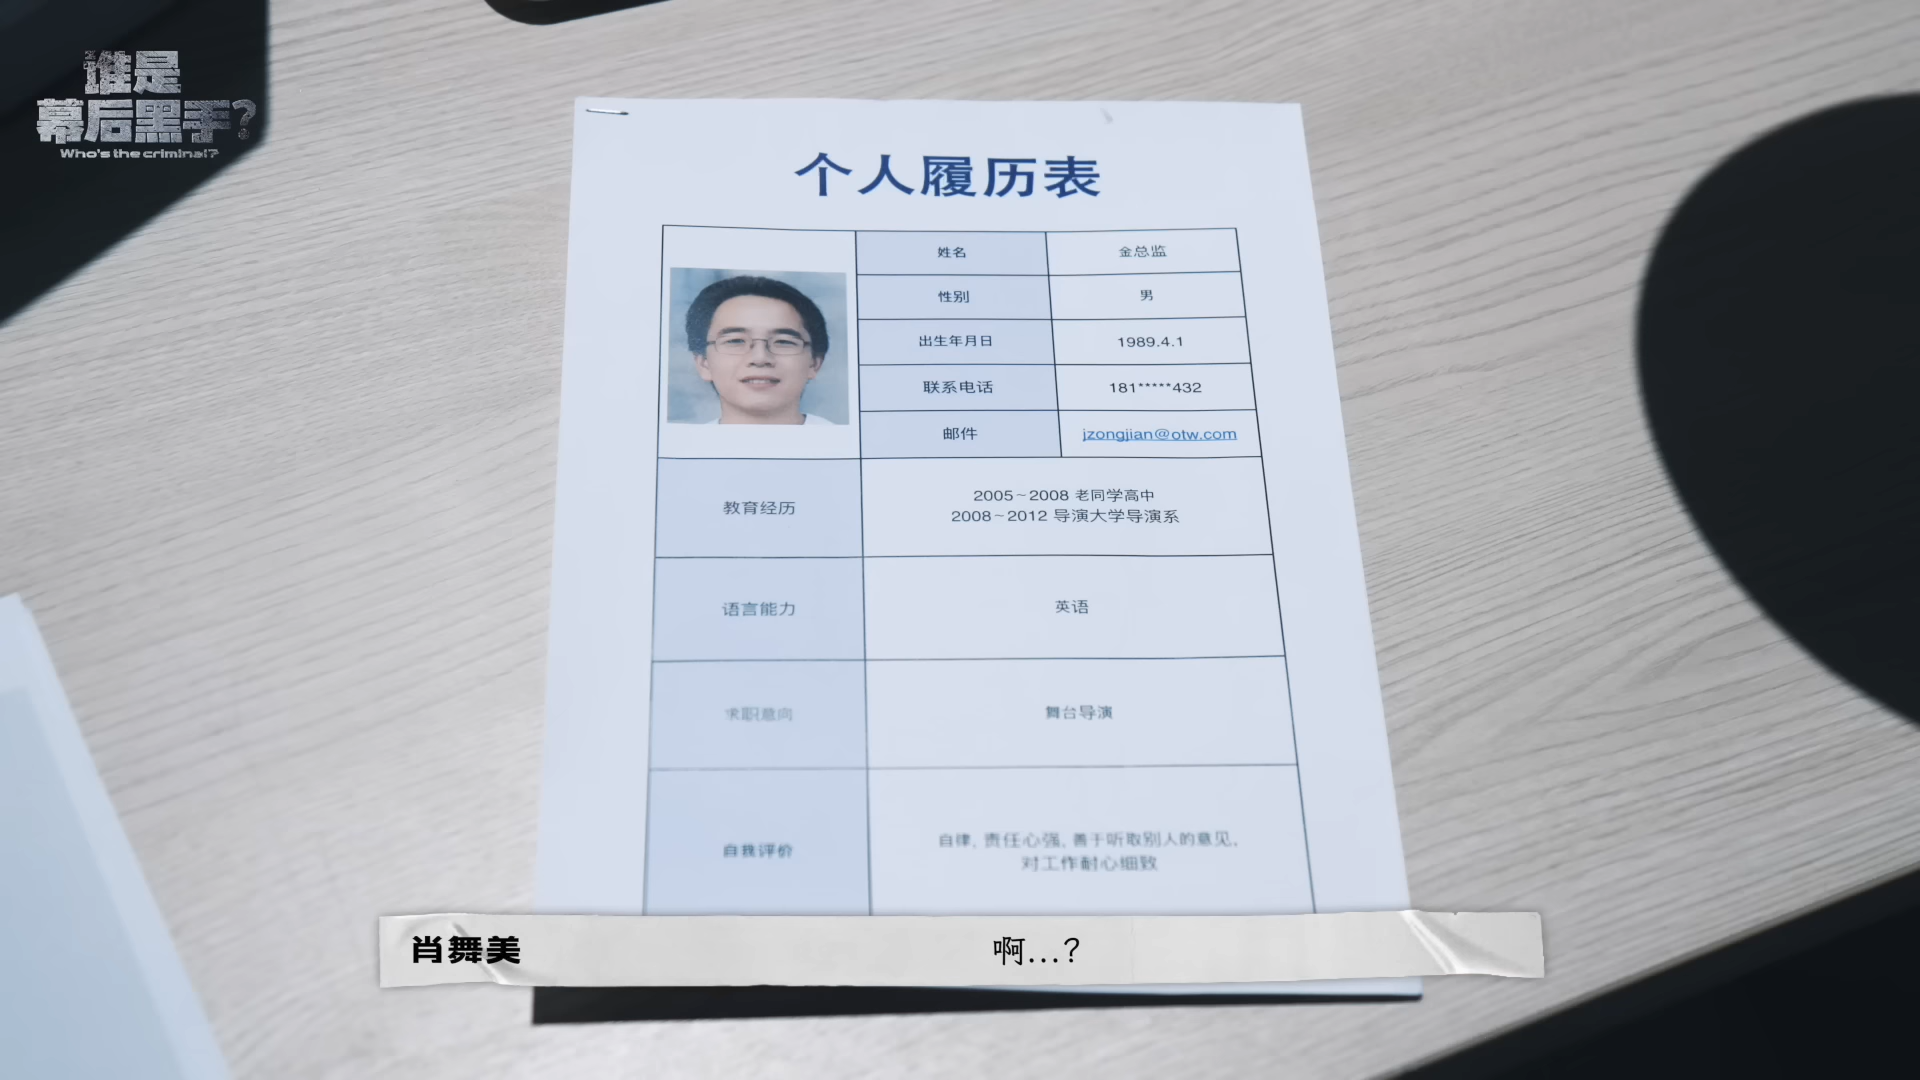 谁是
幕后黑手?
Who's the criminal?
个人履历表
姓名 金总监
性别 男
出生年月日 1989.4.1
联系电话 181*****432
邮件 jzongjian@otw.com
教育经历 2005~2008 老同学高中
2008~2012 导演大学导演系
语言能力 英语
求职意向 舞台导演
自我评价 自律, 责任心强, 善于听取别人的意见,
对工作耐心细致
肖舞美 啊...?